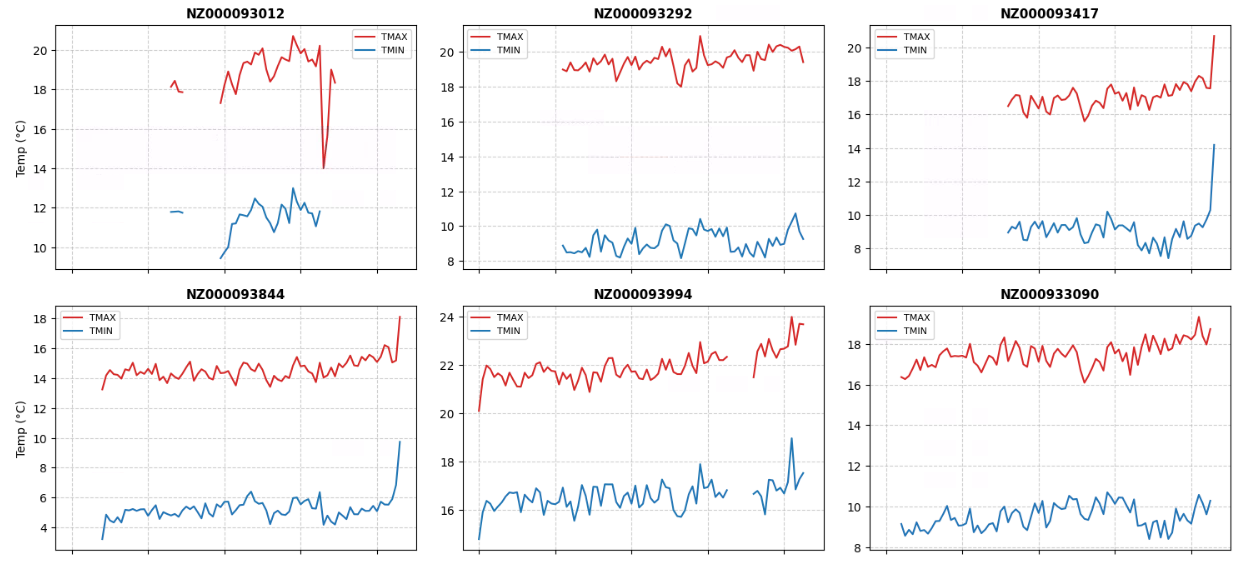 NZ000093012
TMAX
TMIN
20
18
16
14
12
10
Temp (°C)
NZ000093292
TMAX
TMIN
20
18
16
14
12
10
8
NZ000093417
TMAX
TMIN
20
18
16
14
12
10
8
NZ000093844
TMAX
TMIN
18
16
14
12
10
8
6
4
Temp (°C)
NZ000093994
TMAX
TMIN
24
22
20
18
16
NZ000933090
TMAX
TMIN
18
16
14
12
10
8